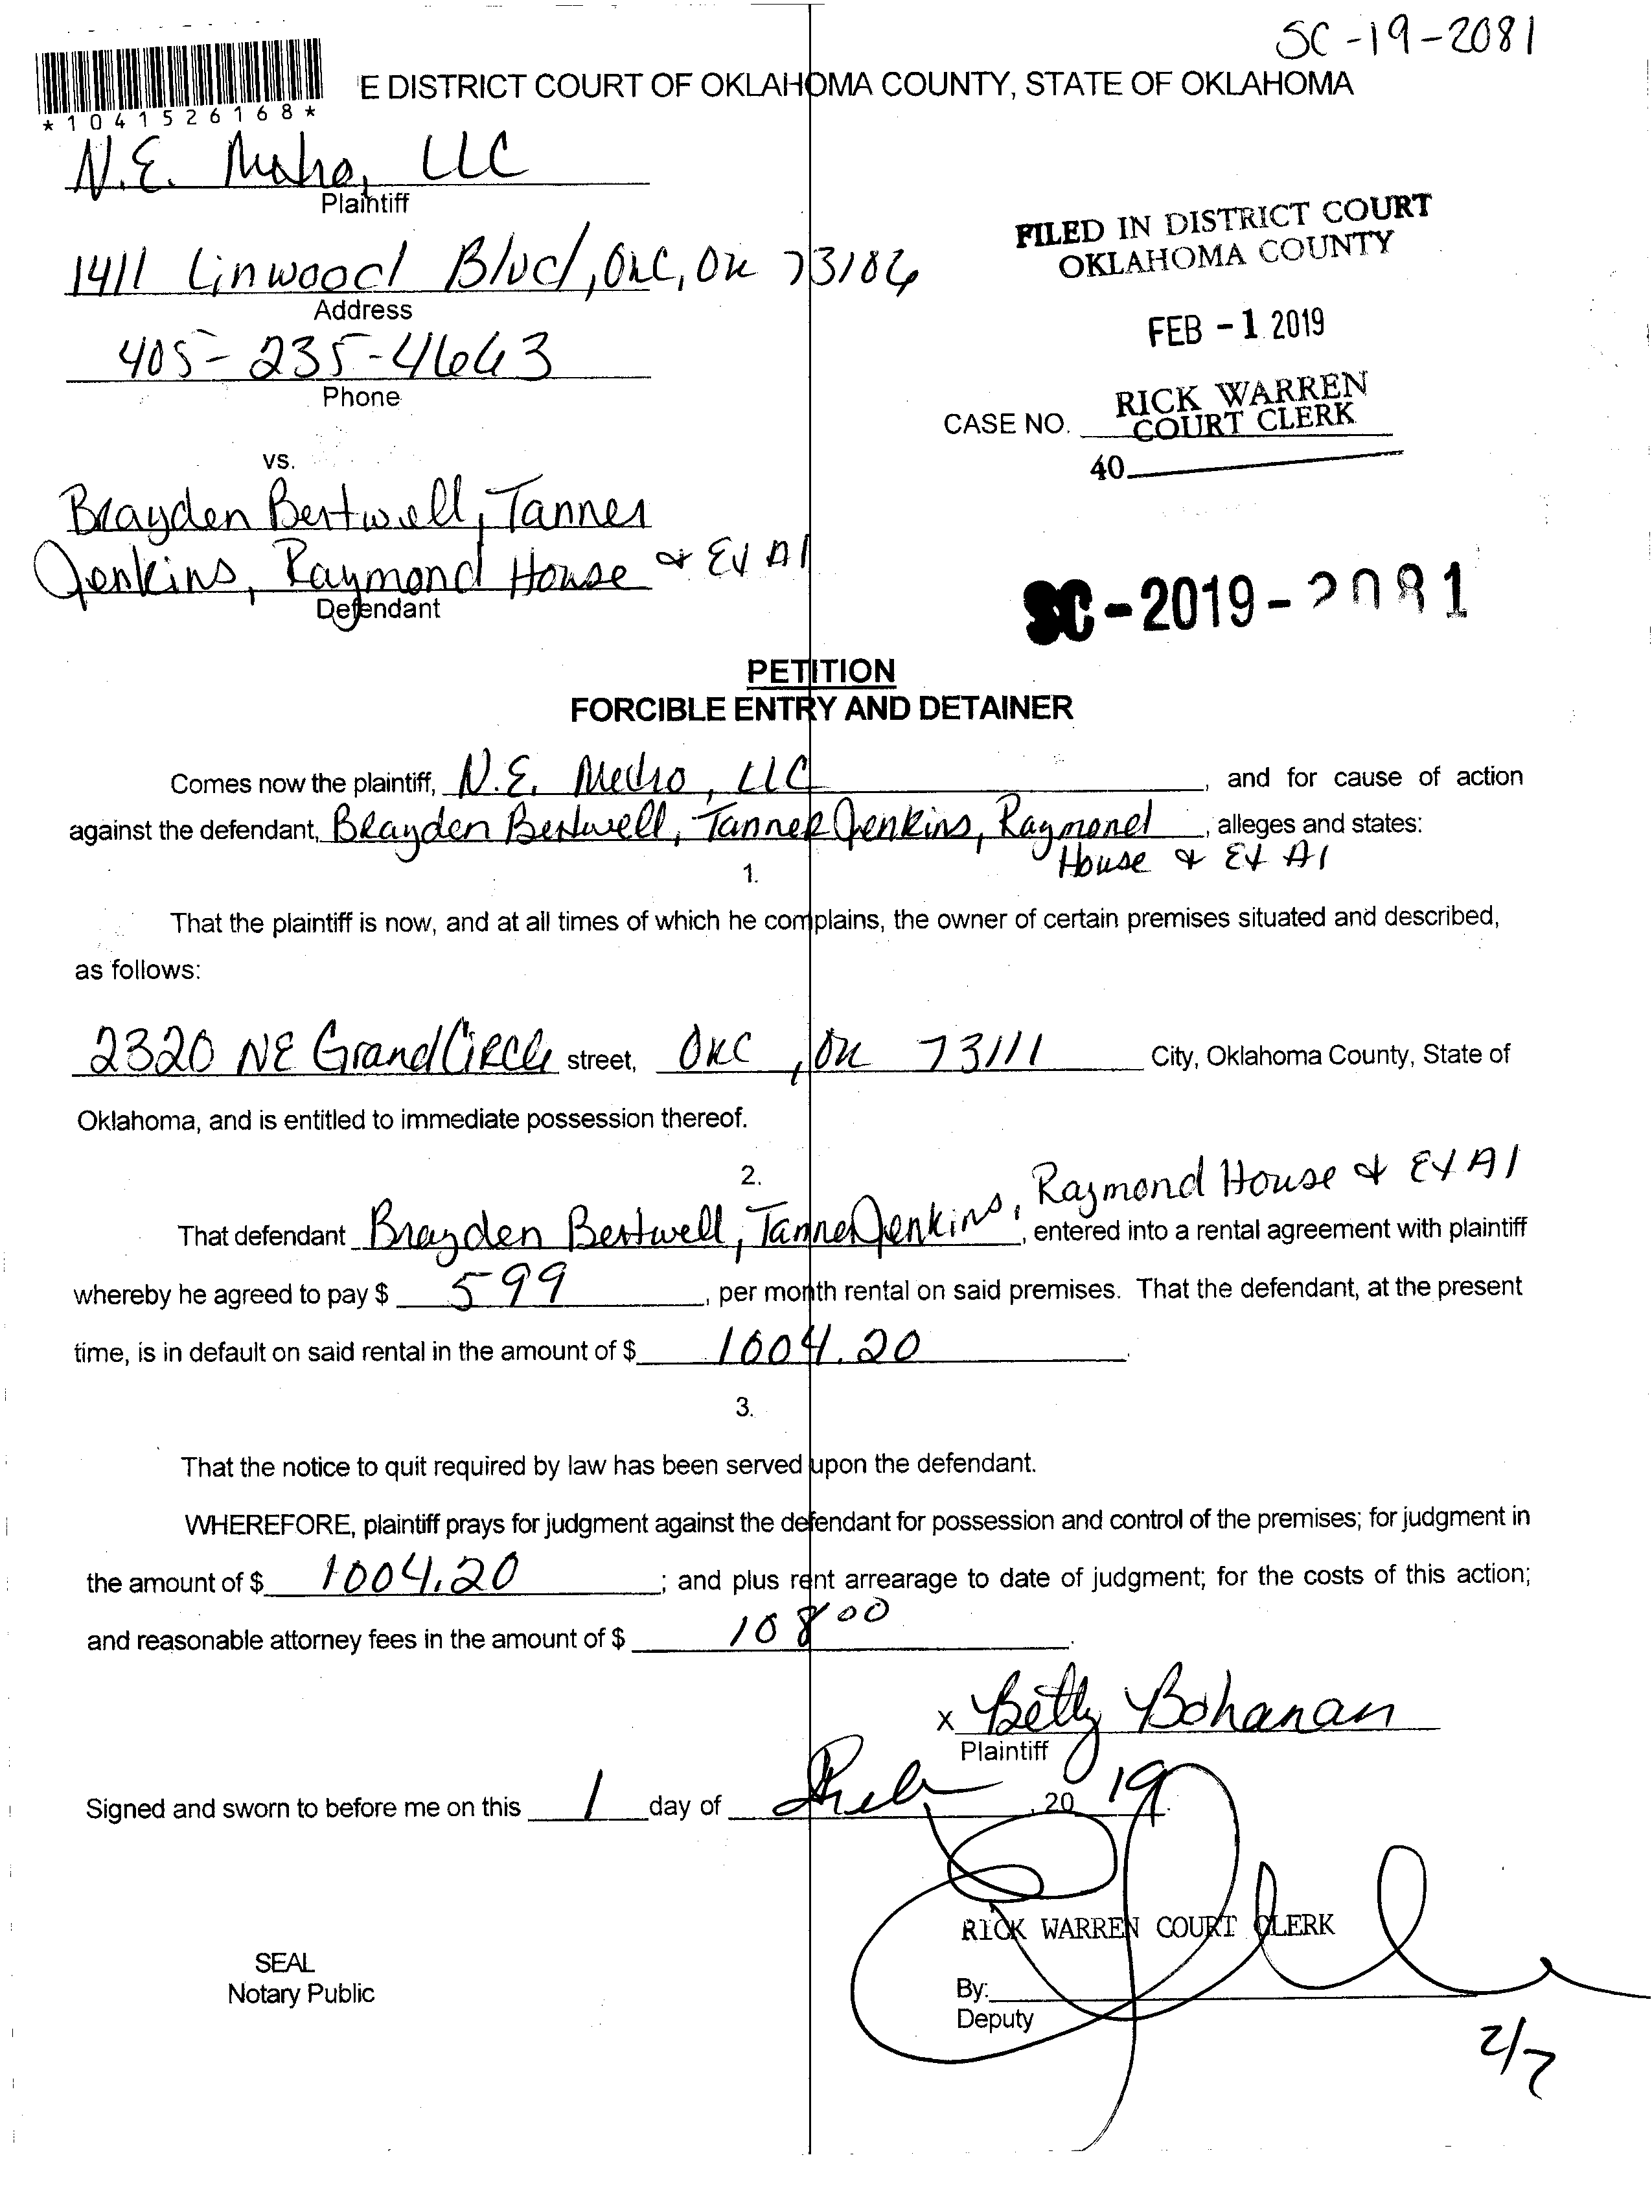 SC-19-2081
E DISTRICT COURT OF OKLAHOMA COUNTY, STATE OF OKLAHOMA
*1041526168*
N.E. LLC
Plaintiff
1411 Linwood Blvd, OKC, OK 73106
Address
405-235-4663
Phone
FILED IN DISTRICT COURT
OKLAHOMA COUNTY
FEB -1 2019
RICK WARREN
COURT CLERK
CASE NO.
40
vs.
Brayden Bertwell, Tanner
Jenkins, Raymond House & Et Al
Defendant
SC-2019-2081
PETITION
FORCIBLE ENTRY AND DETAINER
Comes now the plaintiff, N.E. Metro, LLC, and for cause of action
against the defendant, Brayden Bertwell, Tanner Jenkins, Raymond, alleges and states:
House & Et Al
1.
That the plaintiff is now, and at all times of which he complains, the owner of certain premises situated and described,
as follows:
2320 NE Grand Circle street, OKC, OK 73111 City, Oklahoma County, State of
Oklahoma, and is entitled to immediate possession thereof.
2.
Raymond House & Et Al
That defendant Brayden Bertwell, Tanner Jenkins, entered into a rental agreement with plaintiff
whereby he agreed to pay $ 599, per month rental on said premises. That the defendant, at the present
time, is in default on said rental in the amount of $ 1004.20.
3.
That the notice to quit required by law has been served upon the defendant.
WHEREFORE, plaintiff prays for judgment against the defendant for possession and control of the premises; for judgment in
the amount of $ 1004.20; and plus rent arrearage to date of judgment; for the costs of this action;
and reasonable attorney fees in the amount of $ 108 00.
x Betty Bohanan
Plaintiff
Signed and sworn to before me on this 1 day of Feb, 2019.
RICK WARREN COURT CLERK
SEAL
Notary Public
By:
Deputy
2/7